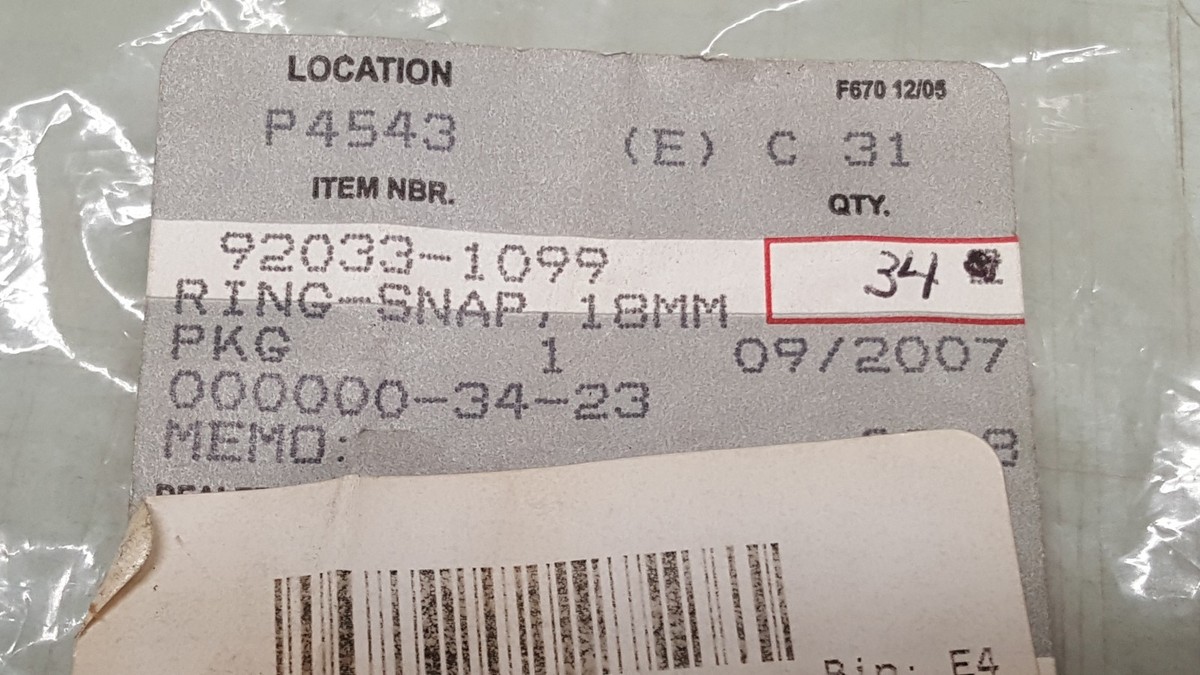 LOCATION F670 12/05
P4543 (E) C 31
ITEM NBR. QTY.
92033-1099 34
RING-SNAP, 18MM
PKG 1 09/2007
000000-34-23
MEMO:
Bin: E4